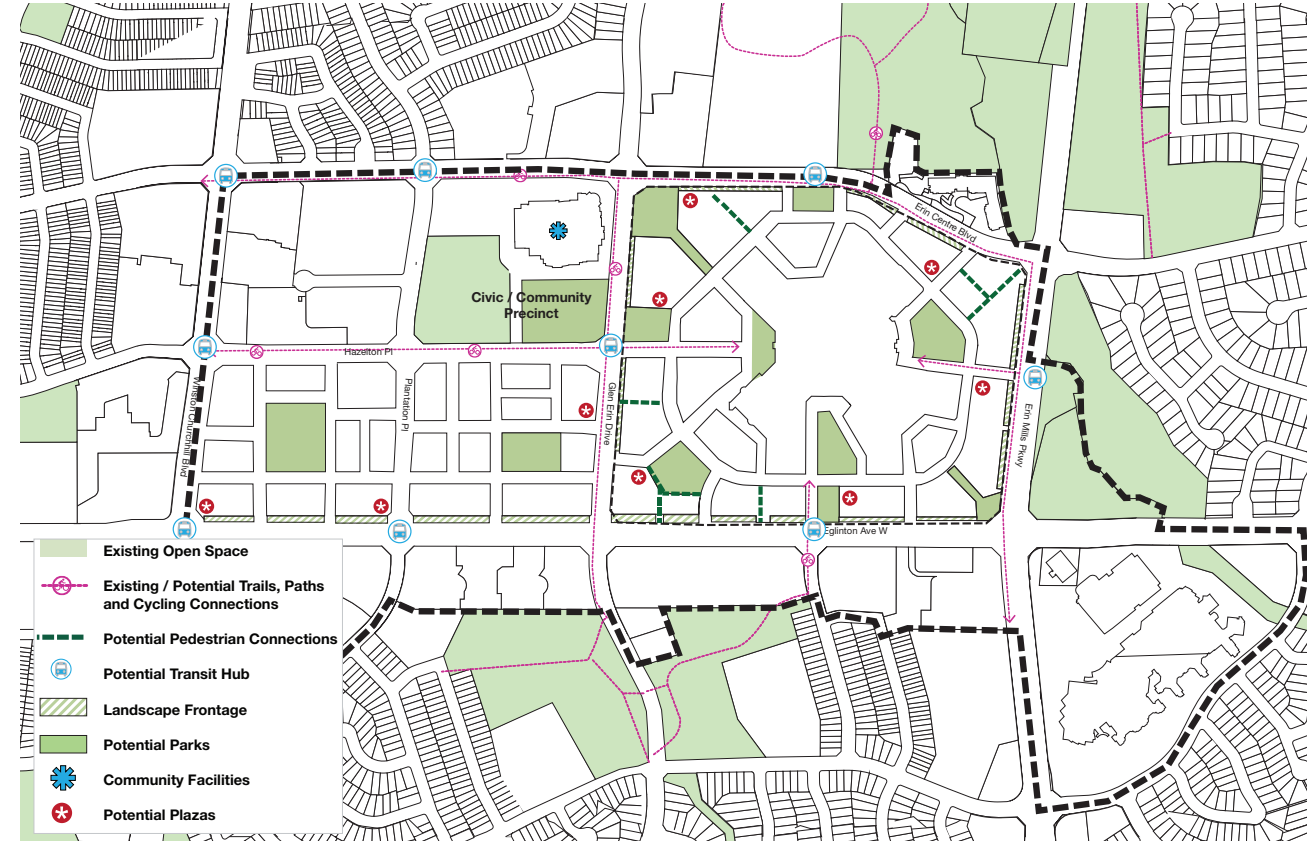 Erin Centre Blvd
Civic / Community
Precinct
Hazelton Pl
Winston Churchill Blvd
Plantation Pl
Glen Erin Drive
Erin Mills Pkwy
Eglinton Ave W
Existing Open Space
Existing / Potential Trails, Paths
and Cycling Connections
Potential Pedestrian Connections
Potential Transit Hub
Landscape Frontage
Potential Parks
Community Facilities
Potential Plazas